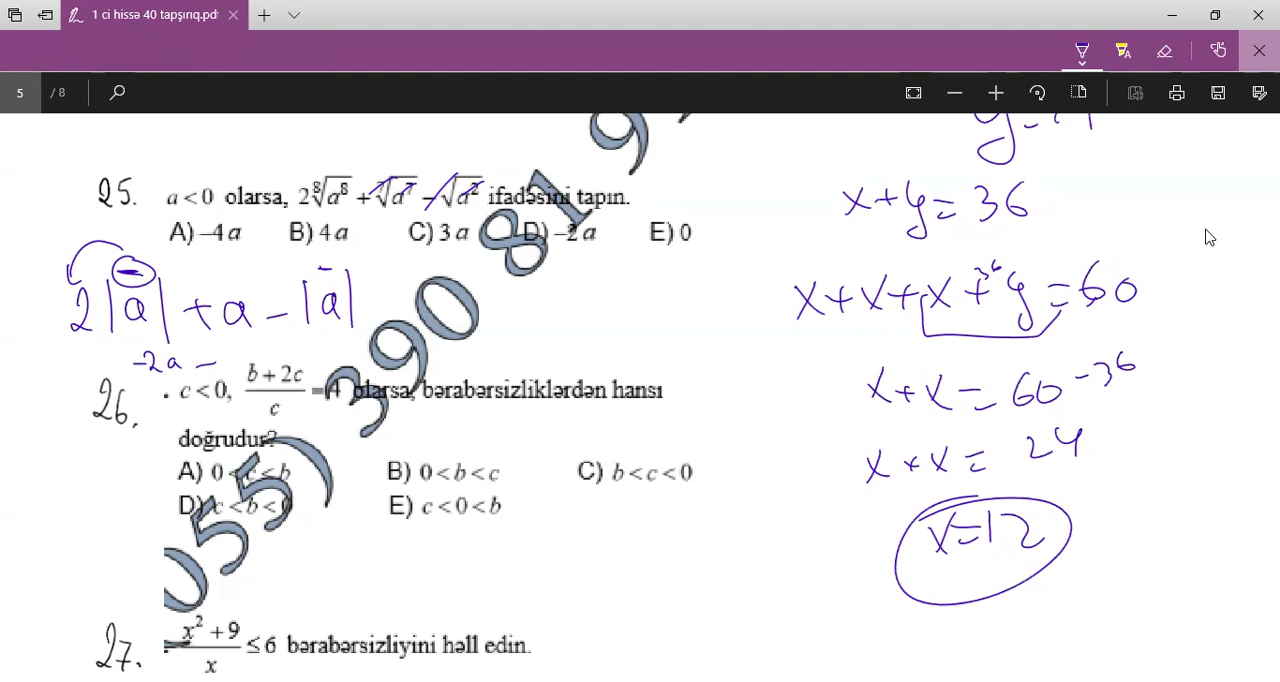 1 ci hissə 40 tapşırıq.pdf
5 / 8
25. a < 0 olarsa, 2⁸√a⁸ + ⁷√a⁷ − √a² ifadəsini tapın.
A) –4a B) 4a C) 3a D) –2a E) 0
2|a| + a − |a|
-2a −
26. c < 0, (b + 2c)/c = 4 olarsa, bərabərsizliklərdən hansı
doğrudur?
A) 0 < c < b B) 0 < b < c C) b < c < 0
D) c < b < 0 E) c < 0 < b
27. (x² + 9)/x ≤ 6 bərabərsizliyini həll edin.
x+y=36
36
x+x+x+y=60
x+x=60-36
x+x=24
x=12
055) 390 81 9